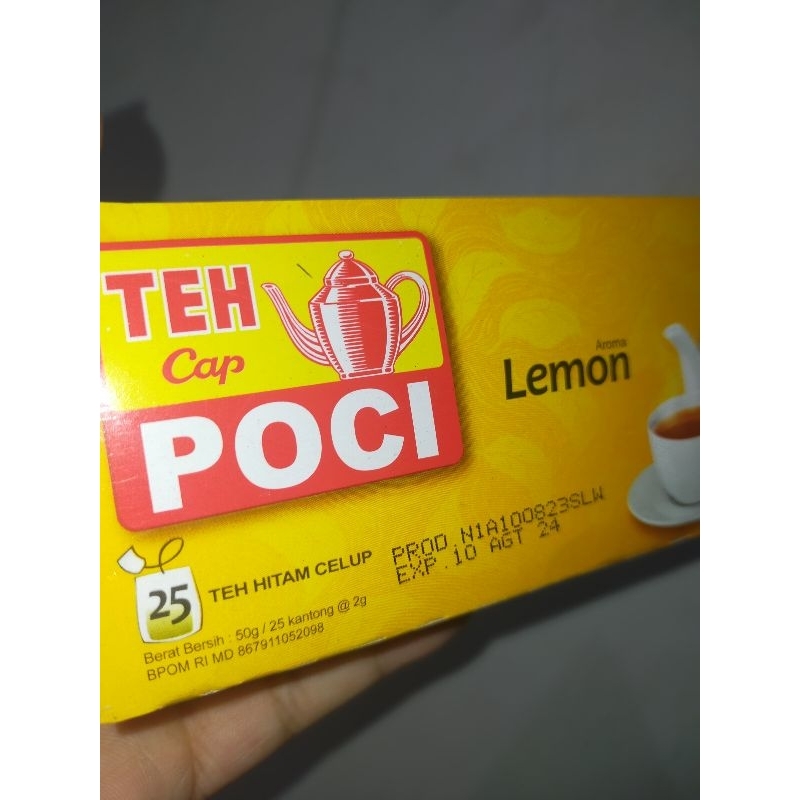 TEH
Cap
POCI
Aroma
Lemon
PROD N1A100823SLW
EXP.10 AGT 24
25 TEH HITAM CELUP
Berat Bersih : 50g / 25 kantong @ 2g
BPOM RI MD 867911052098